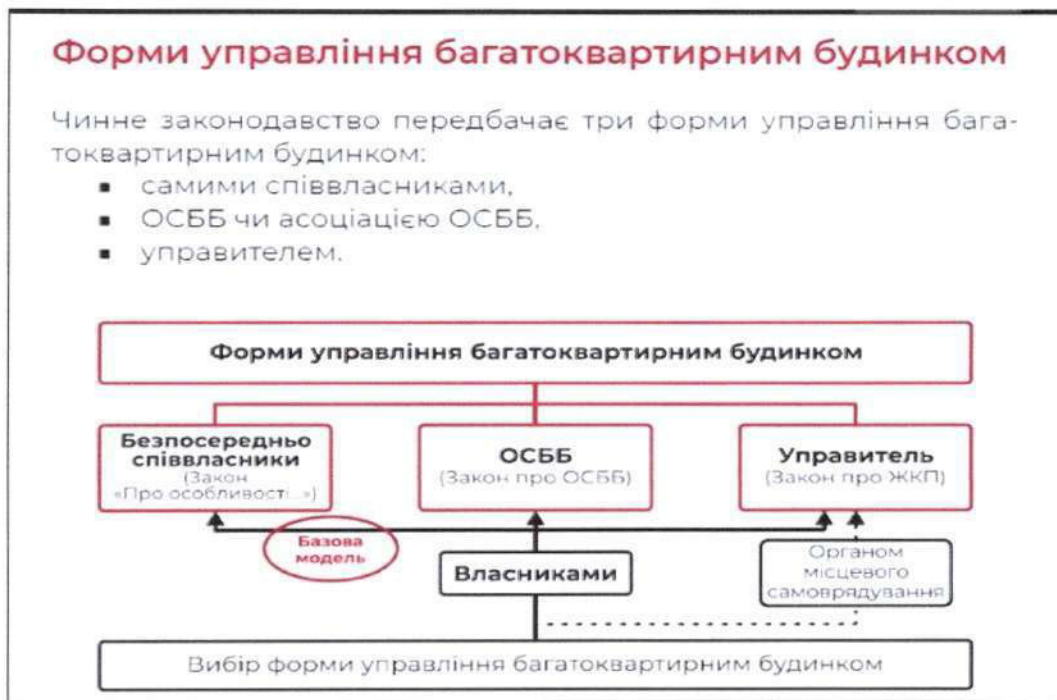 Форми управління багатоквартирним будинком
Чинне законодавство передбачає три форми управління бага-
токвартирним будинком:
▪ самими співвласниками,
▪ ОСББ чи асоціацією ОСББ,
▪ управителем.
Форми управління багатоквартирним будинком
Безпосередньо
співвласники
(Закон
«Про особливості...»)
ОСББ
(Закон про ОСББ)
Управитель
(Закон про ЖКП)
Базова
модель
Власниками
Органом
місцевого
самоврядування
Вибір форми управління багатоквартирним будинком